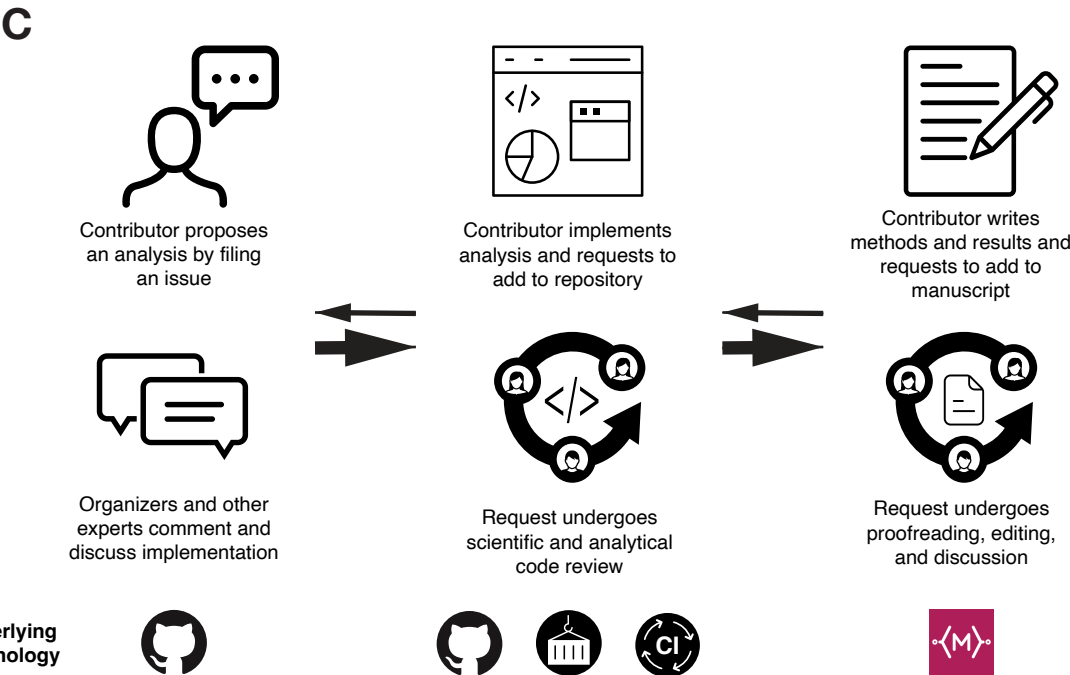 C
Contributor proposes
an analysis by filing
an issue
Contributor implements
analysis and requests to
add to repository
Contributor writes
methods and results and
requests to add to
manuscript
</>
</>
Organizers and other
experts comment and
discuss implementation
Request undergoes
scientific and analytical
code review
Request undergoes
proofreading, editing,
and discussion
erlying
nology
CI
M